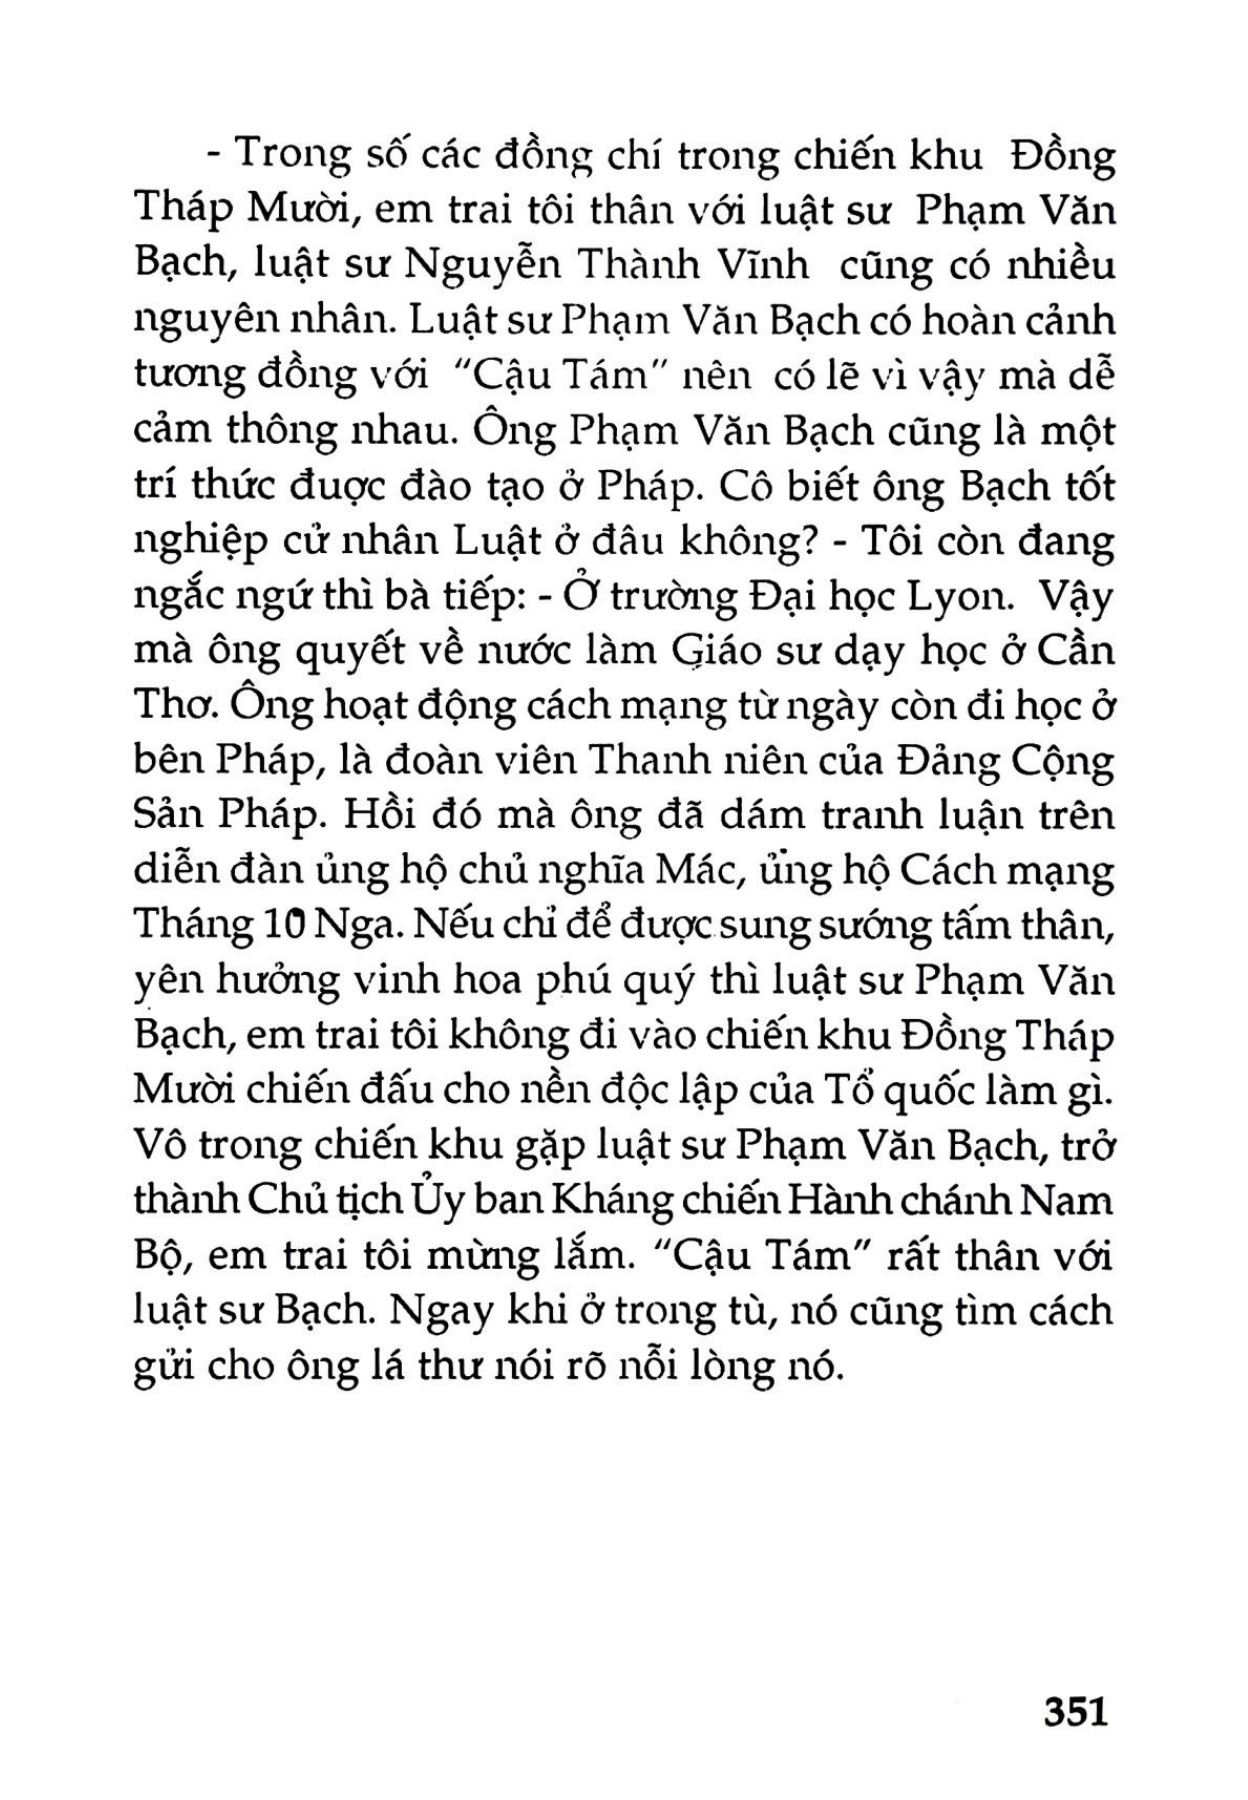 - Trong số các đồng chí trong chiến khu Đồng
Tháp Mười, em trai tôi thân với luật sư Phạm Văn
Bạch, luật sư Nguyễn Thành Vĩnh cũng có nhiều
nguyên nhân. Luật sư Phạm Văn Bạch có hoàn cảnh
tương đồng với "Cậu Tám" nên có lẽ vì vậy mà dễ
cảm thông nhau. Ông Phạm Văn Bạch cũng là một
trí thức đuợc đào tạo ở Pháp. Cô biết ông Bạch tốt
nghiệp cử nhân Luật ở đâu không? - Tôi còn đang
ngắc ngứ thì bà tiếp: - Ở trường Đại học Lyon. Vậy
mà ông quyết về nước làm Giáo sư dạy học ở Cần
Thơ. Ông hoạt động cách mạng từ ngày còn đi học ở
bên Pháp, là đoàn viên Thanh niên của Đảng Cộng
Sản Pháp. Hồi đó mà ông đã dám tranh luận trên
diễn đàn ủng hộ chủ nghĩa Mác, ủng hộ Cách mạng
Tháng 10 Nga. Nếu chỉ để được sung sướng tấm thân,
yên hưởng vinh hoa phú quý thì luật sư Phạm Văn
Bạch, em trai tôi không đi vào chiến khu Đồng Tháp
Mười chiến đấu cho nền độc lập của Tổ quốc làm gì.
Vô trong chiến khu gặp luật sư Phạm Văn Bạch, trở
thành Chủ tịch Ủy ban Kháng chiến Hành chánh Nam
Bộ, em trai tôi mừng lắm. "Cậu Tám" rất thân với
luật sư Bạch. Ngay khi ở trong tù, nó cũng tìm cách
gửi cho ông lá thư nói rõ nỗi lòng nó.
351